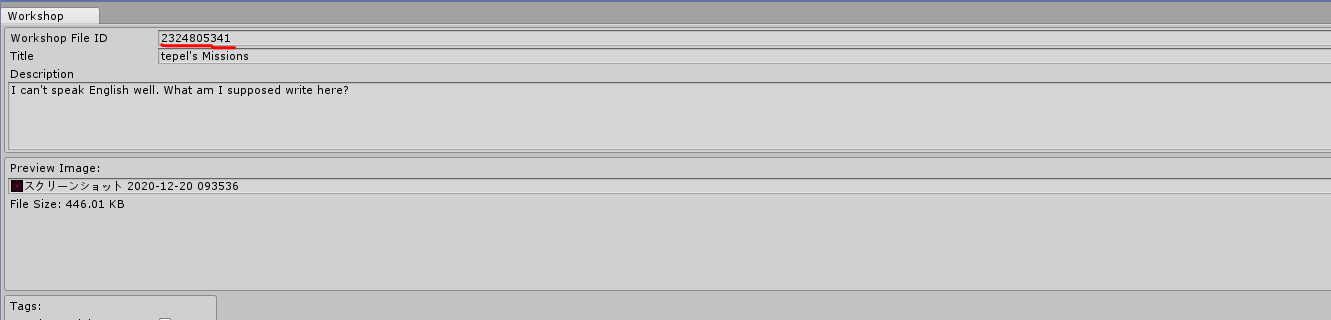 Workshop
Workshop File ID 2324805341
Title tepel's Missions
Description
I can't speak English well. What am I supposed write here?
Preview Image:
スクリーンショット 2020-12-20 093536
File Size: 446.01 KB
Tags: